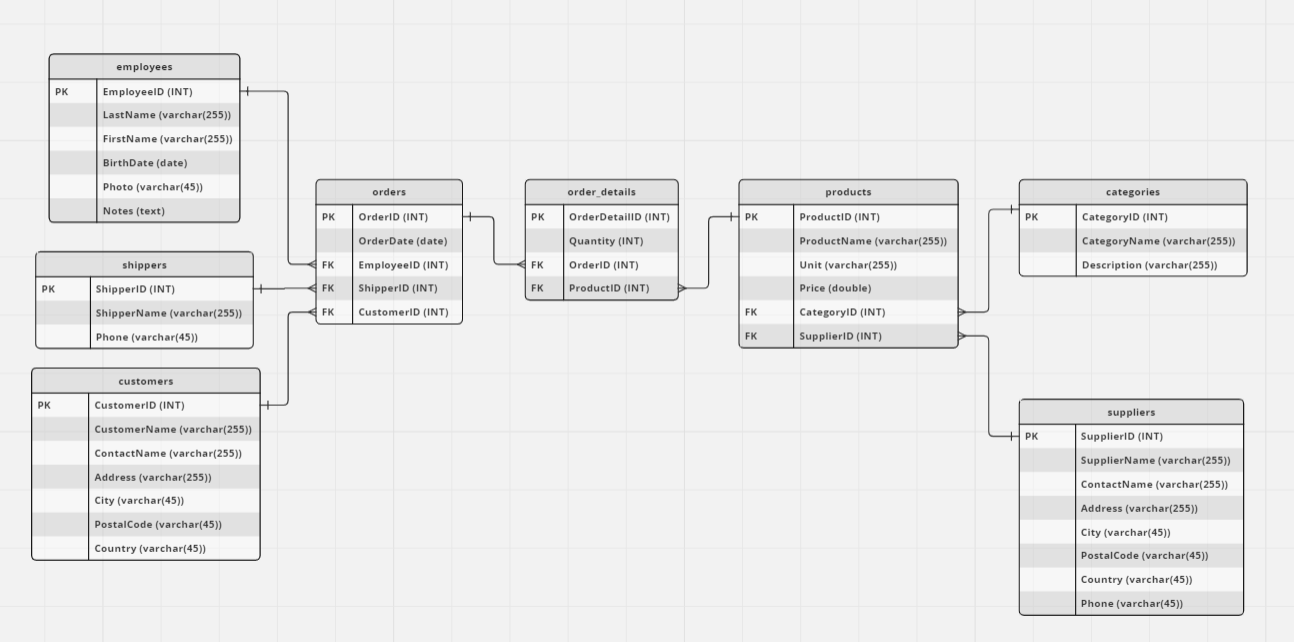 employees
PK EmployeeID (INT)
LastName (varchar(255))
FirstName (varchar(255))
BirthDate (date)
Photo (varchar(45))
Notes (text)
shippers
PK ShipperID (INT)
ShipperName (varchar(255))
Phone (varchar(45))
customers
PK CustomerID (INT)
CustomerName (varchar(255))
ContactName (varchar(255))
Address (varchar(255))
City (varchar(45))
PostalCode (varchar(45))
Country (varchar(45))
orders
PK OrderID (INT)
OrderDate (date)
FK EmployeeID (INT)
FK ShipperID (INT)
FK CustomerID (INT)
order_details
PK OrderDetailID (INT)
Quantity (INT)
FK OrderID (INT)
FK ProductID (INT)
products
PK ProductID (INT)
ProductName (varchar(255))
Unit (varchar(255))
Price (double)
FK CategoryID (INT)
FK SupplierID (INT)
categories
PK CategoryID (INT)
CategoryName (varchar(255))
Description (varchar(255))
suppliers
PK SupplierID (INT)
SupplierName (varchar(255))
ContactName (varchar(255))
Address (varchar(255))
City (varchar(45))
PostalCode (varchar(45))
Country (varchar(45))
Phone (varchar(45))